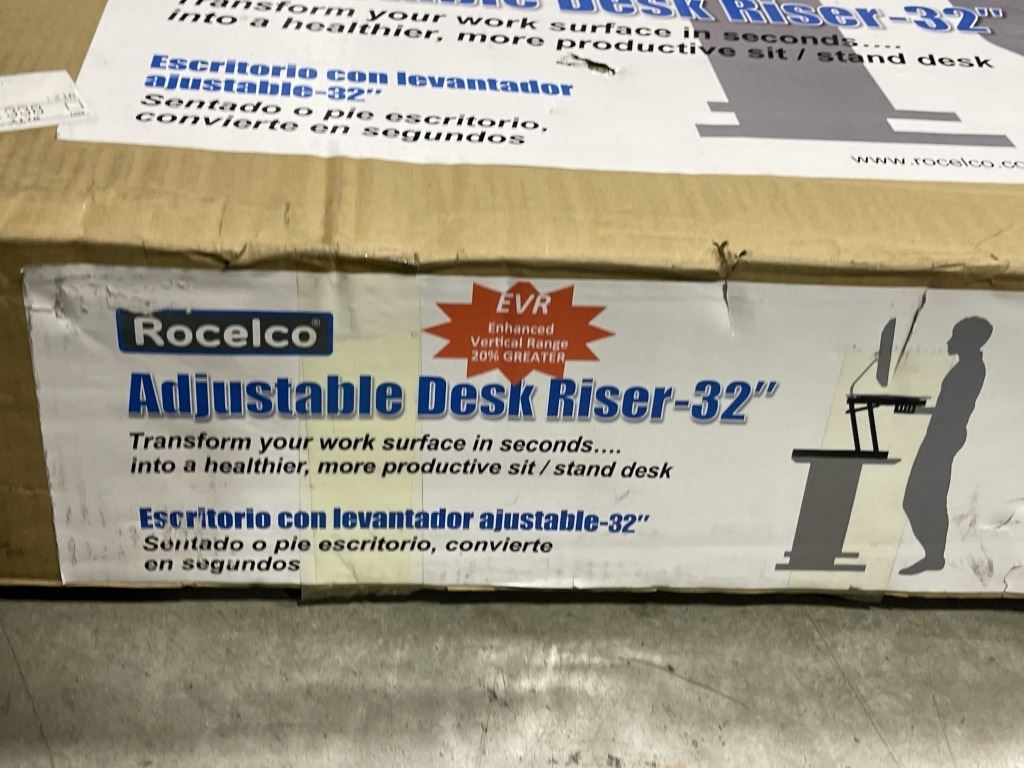 Desk Riser-32"
Transform your work surface in seconds....
into a healthier, more productive sit / stand desk
Escritorio con levantador
ajustable-32"
Sentado o pie escritorio,
convierte en segundos
www.rocelco.co
Rocelco®
EVR
Enhanced
Vertical Range
20% GREATER
Adjustable Desk Riser-32"
Transform your work surface in seconds....
into a healthier, more productive sit / stand desk
Escritorio con levantador ajustable-32"
Sentado o pie escritorio, convierte
en segundos